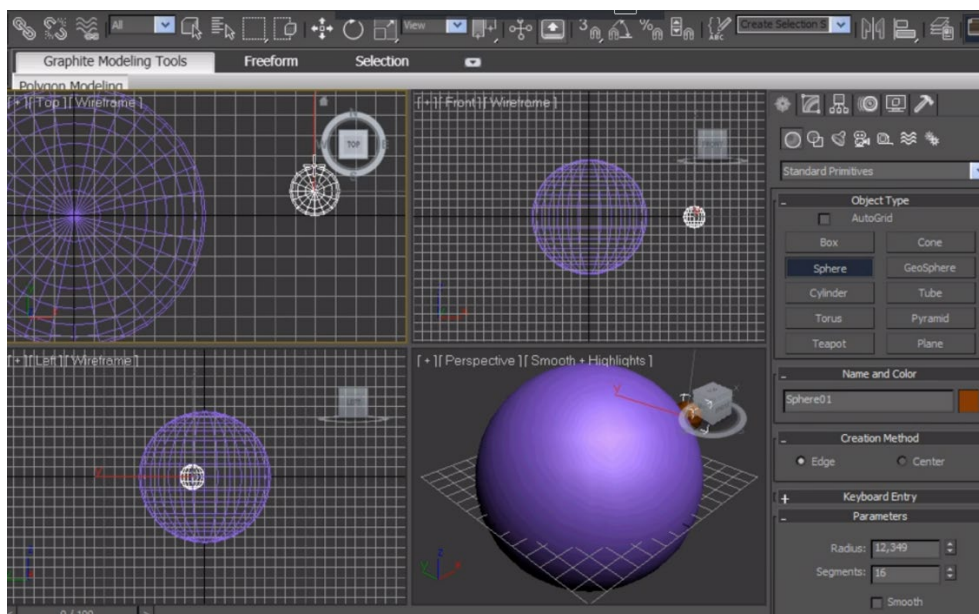 All View Create Selection S
Graphite Modeling Tools Freeform Selection
Polygon Modeling
[ + ][ Top ][ Wireframe ]
TOP
[ + ][ Front ][ Wireframe ]
[ + ][ Left ][ Wireframe ]
[ + ][ Perspective ][ Smooth + Highlights ]
Standard Primitives
- Object Type
AutoGrid
Box Cone
Sphere GeoSphere
Cylinder Tube
Torus Pyramid
Teapot Plane
- Name and Color
Sphere01
- Creation Method
Edge Center
+ Keyboard Entry
- Parameters
Radius: 12,349
Segments: 16
Smooth
0 / 100 >